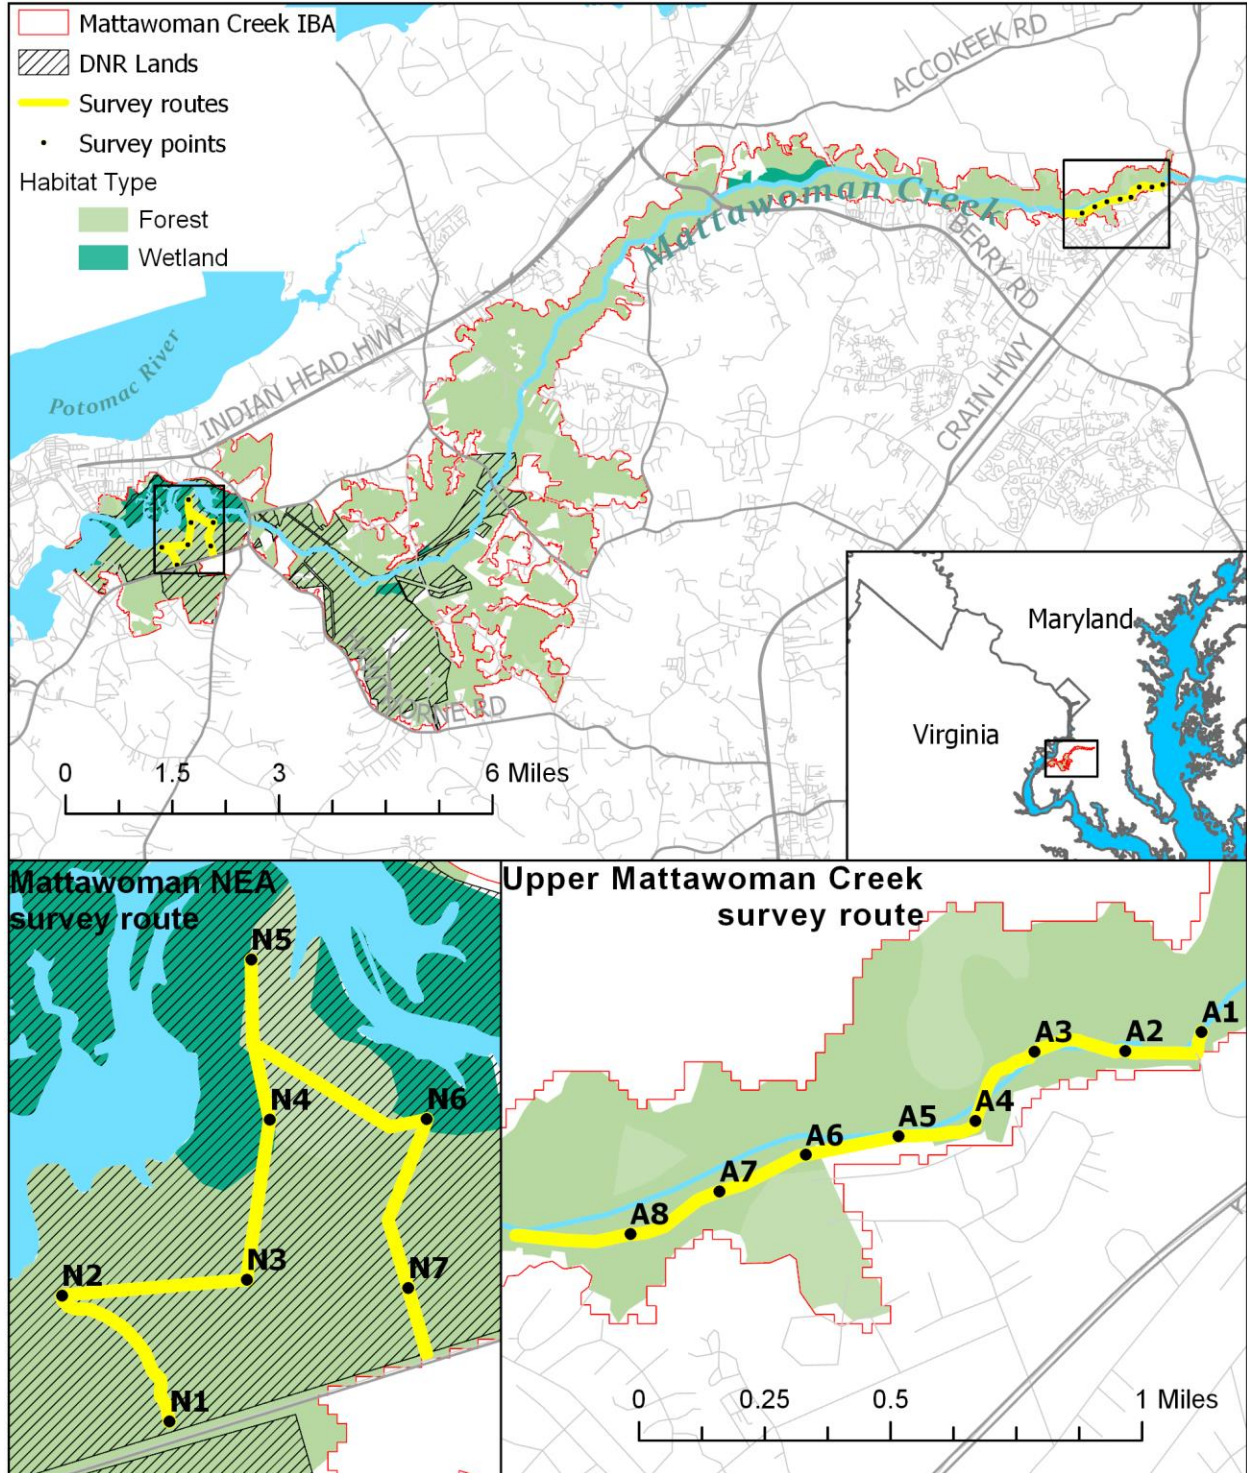 Mattawoman Creek IBA
DNR Lands
Survey routes
Survey points
Habitat Type
Forest
Wetland
ACCOKEEK RD
Mattawoman Creek
BERRY RD
CRAIN HWY
INDIAN HEAD HWY
Potomac River
RD
0 1.5 3 6 Miles
Maryland
Virginia
Mattawoman NEA
survey route
N5
N4
N6
N3
N2
N7
N1
Upper Mattawoman Creek
survey route
A1
A2
A3
A4
A5
A6
A7
A8
0 0.25 0.5 1 Miles